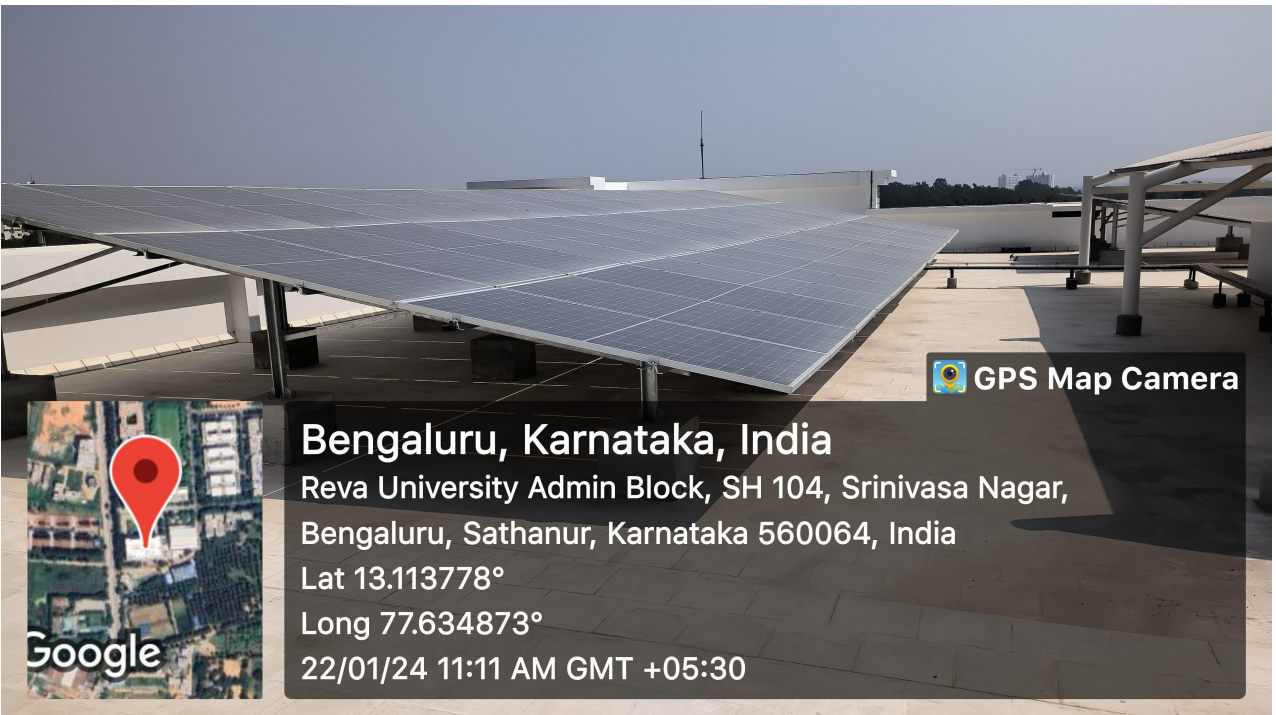 GPS Map Camera
Bengaluru, Karnataka, India
Reva University Admin Block, SH 104, Srinivasa Nagar,
Bengaluru, Sathanur, Karnataka 560064, India
Lat 13.113778°
Long 77.634873°
22/01/24 11:11 AM GMT +05:30
Google